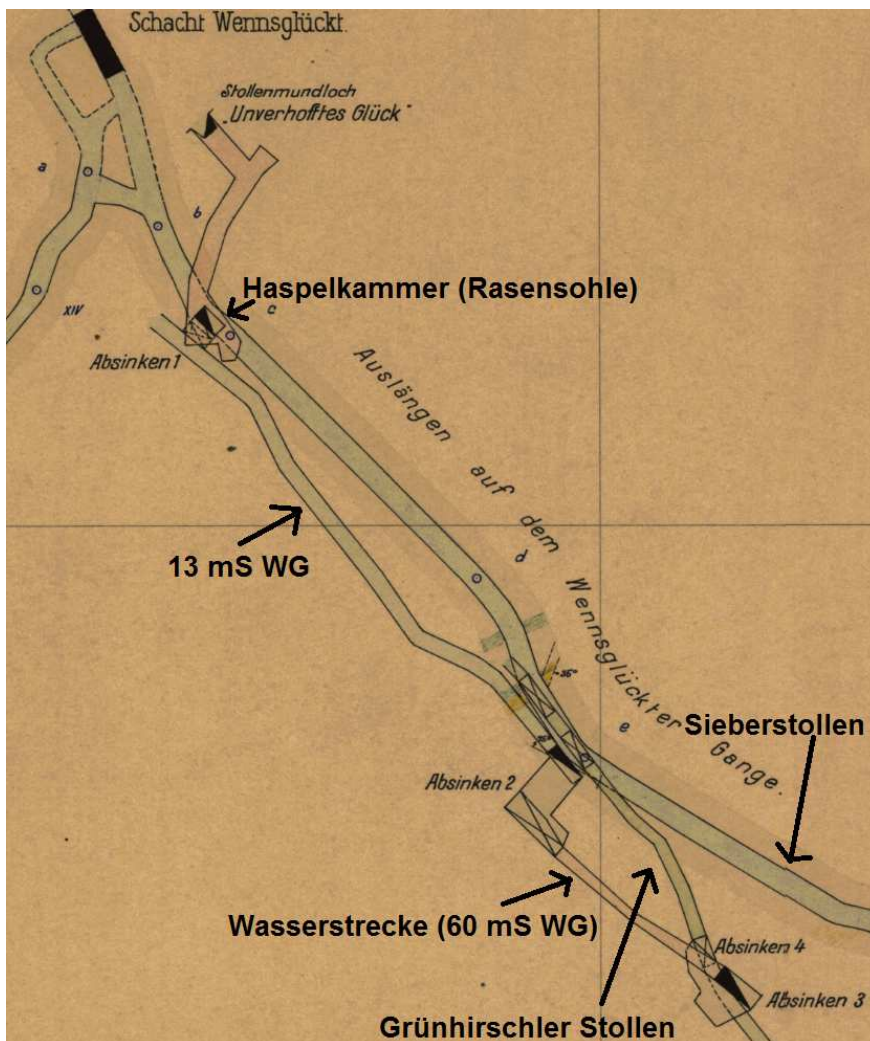 Schacht Wennsglückt.
Stollenmundloch
„Unverhofftes Glück"
a
b
Haspelkammer (Rasensohle)
c
XIV
Absinken 1
Auslängen auf dem Wennsglückter Gange.
13 mS WG
d
e
Sieberstollen
Absinken 2
Wasserstrecke (60 mS WG)
Absinken 4
Absinken 3
Grünhirschler Stollen